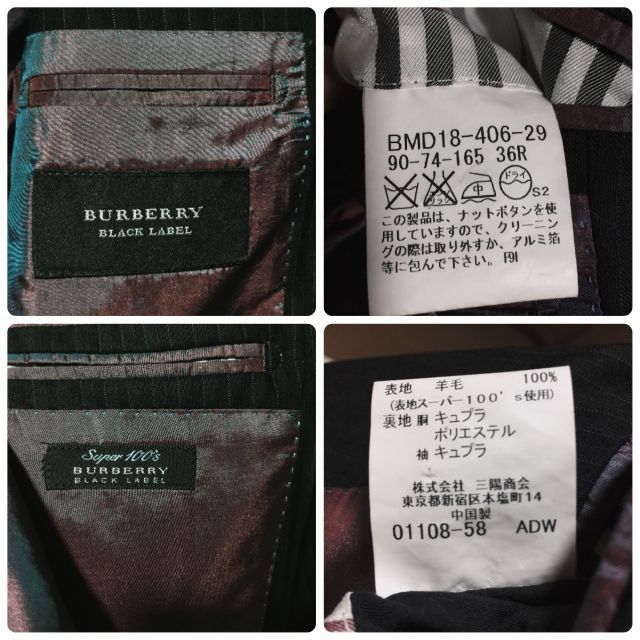 BURBERRY
BLACK LABEL
BMD18-406-29
90-74-165 36R
中
ドライ
S2
この製品は、ナットボタンを使
用していますので、クリーニン
グの際は取り外すか、アルミ箔
等に包んで下さい。 F9I
Super 100's
BURBERRY
BLACK LABEL
表地 羊毛 100%
(表地スーパー100's使用)
裏地 胴 キュプラ
ポリエステル
袖 キュプラ
株式会社 三陽商会
東京都新宿区本塩町14
中国製
01108-58 ADW